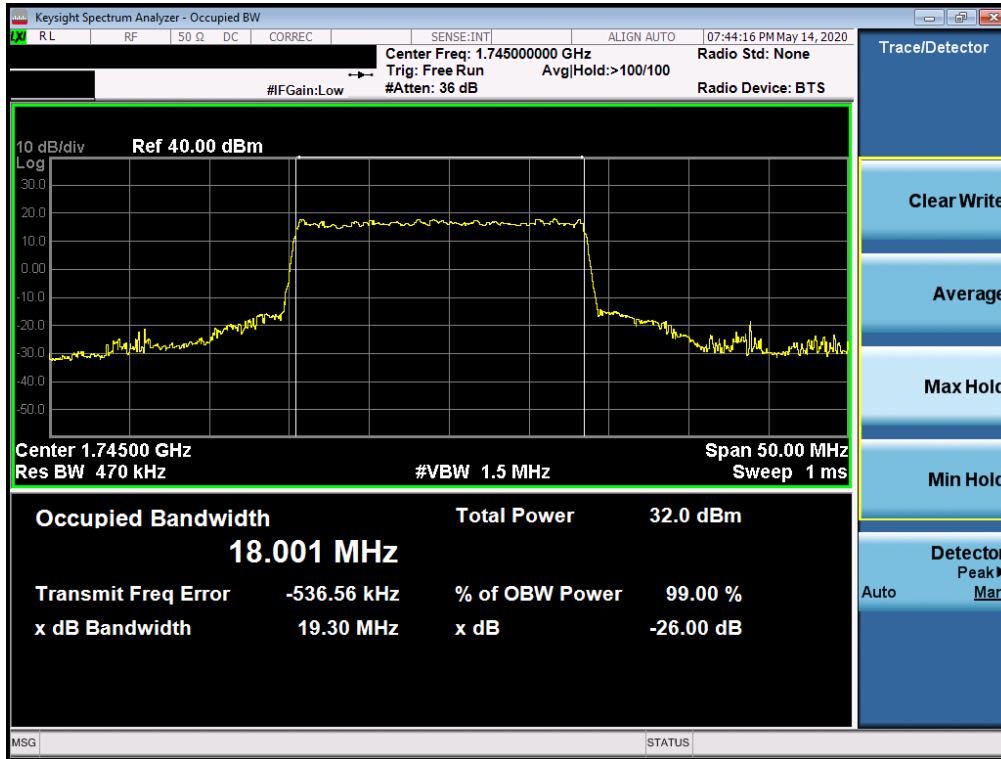 Keysight Spectrum Analyzer - Occupied BW
LXI RL RF 50 Ω DC CORREC SENSE:INT ALIGN AUTO 07:44:16 PM May 14, 2020
Center Freq: 1.745000000 GHz Radio Std: None
Trig: Free Run Avg|Hold:>100/100
#IFGain:Low #Atten: 36 dB Radio Device: BTS
Trace/Detector
10 dB/div Ref 40.00 dBm
Log
30.0
20.0
10.0
0.00
-10.0
-20.0
-30.0
-40.0
-50.0
Center 1.74500 GHz Span 50.00 MHz
Res BW 470 kHz #VBW 1.5 MHz Sweep 1 ms
Occupied Bandwidth Total Power 32.0 dBm
18.001 MHz
Transmit Freq Error -536.56 kHz % of OBW Power 99.00 %
x dB Bandwidth 19.30 MHz x dB -26.00 dB
Clear Write
Average
Max Hold
Min Hold
Detector
Peak
Auto Man
MSG STATUS